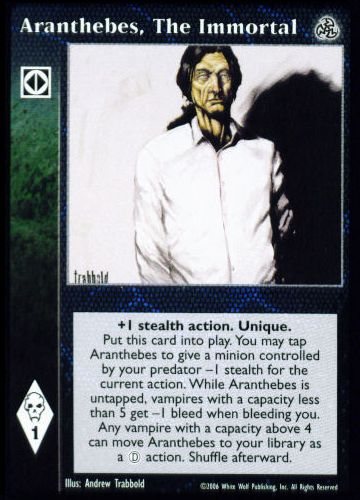 Aranthebes, The Immortal
trabbold
+1 stealth action. Unique.
Put this card into play. You may tap
Aranthebes to give a minion controlled
by your predator –1 stealth for the
current action. While Aranthebes is
untapped, vampires with a capacity less
than 5 get –1 bleed when bleeding you.
Any vampire with a capacity above 4
can move Aranthebes to your library as
a Ⓓ action. Shuffle afterward.
1
Illus: Andrew Trabbold
©2006 White Wolf Publishing, Inc. All Rights Reserved